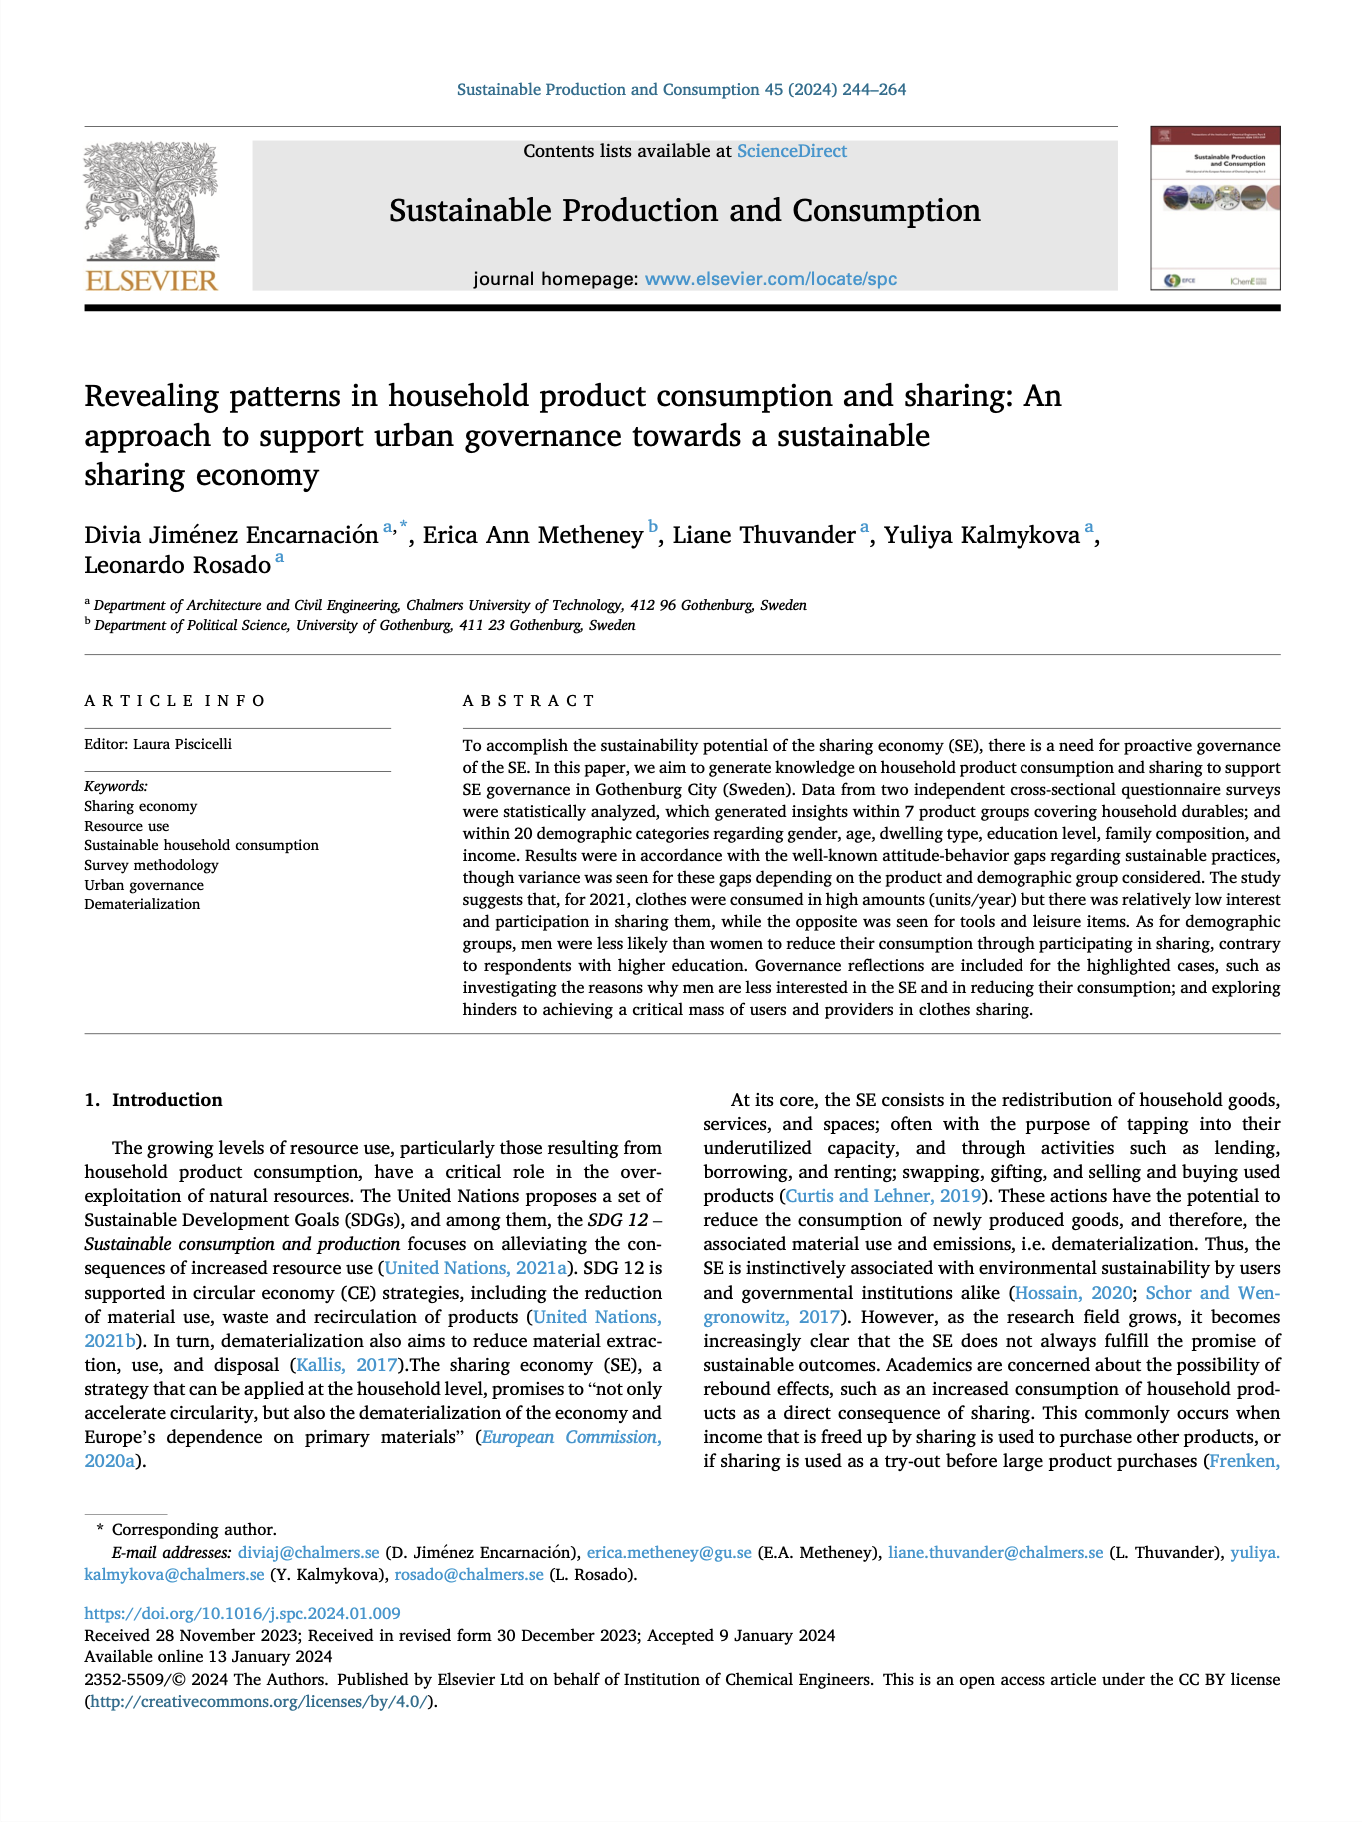 Sustainable Production and Consumption 45 (2024) 244–264
Contents lists available at ScienceDirect
Sustainable Production and Consumption
journal homepage: www.elsevier.com/locate/spc
ELSEVIER
Sustainable Production
and Consumption
EFCE
IChemE
Revealing patterns in household product consumption and sharing: An
approach to support urban governance towards a sustainable
sharing economy
Divia Jiménez Encarnación a,*, Erica Ann Metheney b, Liane Thuvander a, Yuliya Kalmykova a,
Leonardo Rosado a
a Department of Architecture and Civil Engineering, Chalmers University of Technology, 412 96 Gothenburg, Sweden
b Department of Political Science, University of Gothenburg, 411 23 Gothenburg, Sweden
A R T I C L E I N F O
Editor: Laura Piscicelli
Keywords:
Sharing economy
Resource use
Sustainable household consumption
Survey methodology
Urban governance
Dematerialization
A B S T R A C T
To accomplish the sustainability potential of the sharing economy (SE), there is a need for proactive governance
of the SE. In this paper, we aim to generate knowledge on household product consumption and sharing to support
SE governance in Gothenburg City (Sweden). Data from two independent cross-sectional questionnaire surveys
were statistically analyzed, which generated insights within 7 product groups covering household durables; and
within 20 demographic categories regarding gender, age, dwelling type, education level, family composition, and
income. Results were in accordance with the well-known attitude-behavior gaps regarding sustainable practices,
though variance was seen for these gaps depending on the product and demographic group considered. The study
suggests that, for 2021, clothes were consumed in high amounts (units/year) but there was relatively low interest
and participation in sharing them, while the opposite was seen for tools and leisure items. As for demographic
groups, men were less likely than women to reduce their consumption through participating in sharing, contrary
to respondents with higher education. Governance reflections are included for the highlighted cases, such as
investigating the reasons why men are less interested in the SE and in reducing their consumption; and exploring
hinders to achieving a critical mass of users and providers in clothes sharing.
1. Introduction
The growing levels of resource use, particularly those resulting from
household product consumption, have a critical role in the over-
exploitation of natural resources. The United Nations proposes a set of
Sustainable Development Goals (SDGs), and among them, the SDG 12 –
Sustainable consumption and production focuses on alleviating the con-
sequences of increased resource use (United Nations, 2021a). SDG 12 is
supported in circular economy (CE) strategies, including the reduction
of material use, waste and recirculation of products (United Nations,
2021b). In turn, dematerialization also aims to reduce material extrac-
tion, use, and disposal (Kallis, 2017).The sharing economy (SE), a
strategy that can be applied at the household level, promises to “not only
accelerate circularity, but also the dematerialization of the economy and
Europe’s dependence on primary materials” (European Commission,
2020a).
At its core, the SE consists in the redistribution of household goods,
services, and spaces; often with the purpose of tapping into their
underutilized capacity, and through activities such as lending,
borrowing, and renting; swapping, gifting, and selling and buying used
products (Curtis and Lehner, 2019). These actions have the potential to
reduce the consumption of newly produced goods, and therefore, the
associated material use and emissions, i.e. dematerialization. Thus, the
SE is instinctively associated with environmental sustainability by users
and governmental institutions alike (Hossain, 2020; Schor and Wen-
gronowitz, 2017). However, as the research field grows, it becomes
increasingly clear that the SE does not always fulfill the promise of
sustainable outcomes. Academics are concerned about the possibility of
rebound effects, such as an increased consumption of household prod-
ucts as a direct consequence of sharing. This commonly occurs when
income that is freed up by sharing is used to purchase other products, or
if sharing is used as a try-out before large product purchases (Frenken,
* Corresponding author.
E-mail addresses: diviaj@chalmers.se (D. Jiménez Encarnación), erica.metheney@gu.se (E.A. Metheney), liane.thuvander@chalmers.se (L. Thuvander), yuliya.
kalmykova@chalmers.se (Y. Kalmykova), rosado@chalmers.se (L. Rosado).
https://doi.org/10.1016/j.spc.2024.01.009
Received 28 November 2023; Received in revised form 30 December 2023; Accepted 9 January 2024
Available online 13 January 2024
2352-5509/© 2024 The Authors. Published by Elsevier Ltd on behalf of Institution of Chemical Engineers. This is an open access article under the CC BY license
(http://creativecommons.org/licenses/by/4.0/).